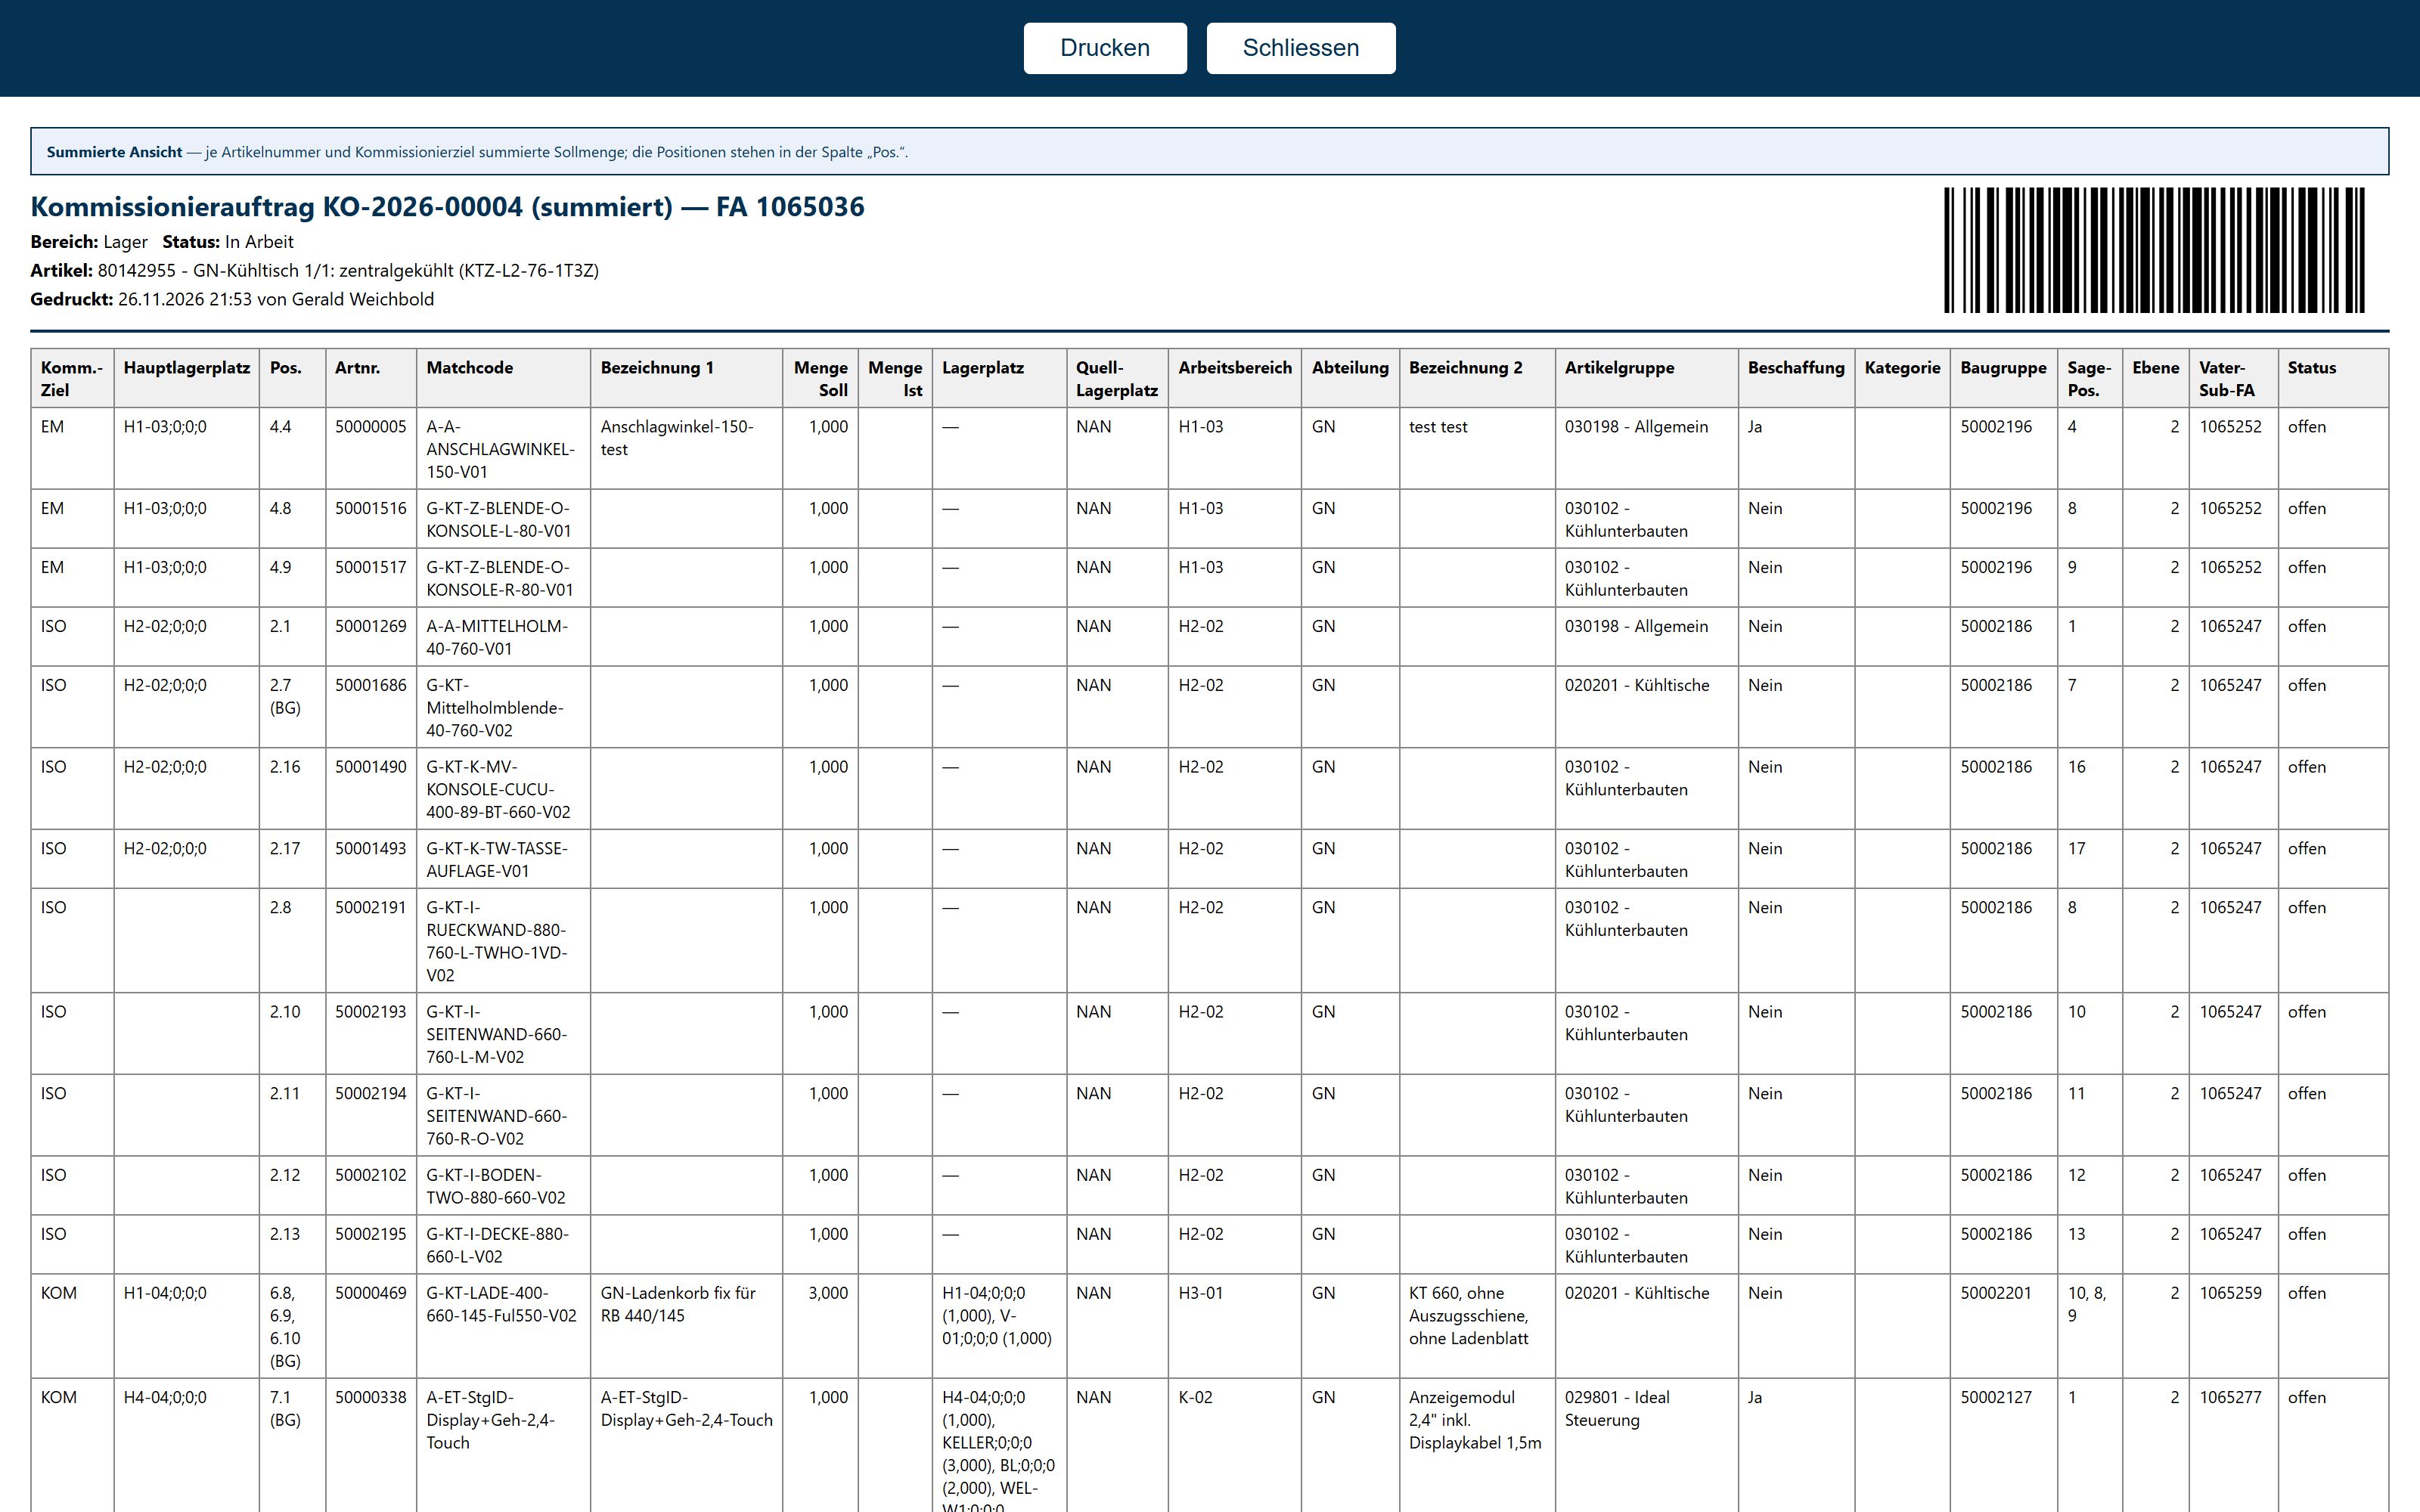 Drucken Schliessen
Summierte Ansicht — je Artikelnummer und Kommissionierziel summierte Sollmenge; die Positionen stehen in der Spalte „Pos.“.
Kommissionierauftrag KO-2026-00004 (summiert) — FA 1065036
Bereich: Lager Status: In Arbeit
Artikel: 80142955 - GN-Kühltisch 1/1: zentralgekühlt (KTZ-L2-76-1T3Z)
Gedruckt: 26.11.2026 21:53 von Gerald Weichbold
Komm.- Hauptlagerplatz Pos. Artnr. Matchcode Bezeichnung 1 Menge Menge Lagerplatz Quell- Arbeitsbereich Abteilung Bezeichnung 2 Artikelgruppe Beschaffung Kategorie Baugruppe Sage- Ebene Vater- Status
Ziel Soll Ist Lagerplatz Pos. Sub-FA
EM H1-03;0;0;0 4.4 50000005 A-A- Anschlagwinkel-150- 1,000 — NAN H1-03 GN test test 030198 - Allgemein Ja 50002196 4 2 1065252 offen
ANSCHLAGWINKEL- test
150-V01
EM H1-03;0;0;0 4.8 50001516 G-KT-Z-BLENDE-O- 1,000 — NAN H1-03 GN 030102 - Nein 50002196 8 2 1065252 offen
KONSOLE-L-80-V01 Kühlunterbauten
EM H1-03;0;0;0 4.9 50001517 G-KT-Z-BLENDE-O- 1,000 — NAN H1-03 GN 030102 - Nein 50002196 9 2 1065252 offen
KONSOLE-R-80-V01 Kühlunterbauten
ISO H2-02;0;0;0 2.1 50001269 A-A-MITTELHOLM- 1,000 — NAN H2-02 GN 030198 - Allgemein Nein 50002186 1 2 1065247 offen
40-760-V01
ISO H2-02;0;0;0 2.7 50001686 G-KT- 1,000 — NAN H2-02 GN 020201 - Kühltische Nein 50002186 7 2 1065247 offen
(BG) Mittelholmblende-
40-760-V02
ISO H2-02;0;0;0 2.16 50001490 G-KT-K-MV- 1,000 — NAN H2-02 GN 030102 - Nein 50002186 16 2 1065247 offen
KONSOLE-CUCU- Kühlunterbauten
400-89-BT-660-V02
ISO H2-02;0;0;0 2.17 50001493 G-KT-K-TW-TASSE- 1,000 — NAN H2-02 GN 030102 - Nein 50002186 17 2 1065247 offen
AUFLAGE-V01 Kühlunterbauten
ISO 2.8 50002191 G-KT-I- 1,000 — NAN H2-02 GN 030102 - Nein 50002186 8 2 1065247 offen
RUECKWAND-880- Kühlunterbauten
760-L-TWHO-1VD-
V02
ISO 2.10 50002193 G-KT-I- 1,000 — NAN H2-02 GN 030102 - Nein 50002186 10 2 1065247 offen
SEITENWAND-660- Kühlunterbauten
760-L-M-V02
ISO 2.11 50002194 G-KT-I- 1,000 — NAN H2-02 GN 030102 - Nein 50002186 11 2 1065247 offen
SEITENWAND-660- Kühlunterbauten
760-R-O-V02
ISO 2.12 50002102 G-KT-I-BODEN- 1,000 — NAN H2-02 GN 030102 - Nein 50002186 12 2 1065247 offen
TWO-880-660-V02 Kühlunterbauten
ISO 2.13 50002195 G-KT-I-DECKE-880- 1,000 — NAN H2-02 GN 030102 - Nein 50002186 13 2 1065247 offen
660-L-V02 Kühlunterbauten
KOM H1-04;0;0;0 6.8, 50000469 G-KT-LADE-400- GN-Ladenkorb fix für 3,000 H1-04;0;0;0 NAN H3-01 GN KT 660, ohne 020201 - Kühltische Nein 50002201 10, 8, 2 1065259 offen
6.9, 660-145-Ful550-V02 RB 440/145 (1,000), V- Auszugsschiene, 9
6.10 01;0;0;0 (1,000) ohne Ladenblatt
(BG)
KOM H4-04;0;0;0 7.1 50000338 A-ET-StgID- A-ET-StgID- 1,000 H4-04;0;0;0 NAN K-02 GN Anzeigemodul 029801 - Ideal Ja 50002127 1 2 1065277 offen
(BG) Display+Geh-2,4- Display+Geh-2,4-Touch (1,000), 2,4" inkl. Steuerung
Touch KELLER;0;0;0 Displaykabel 1,5m
(3,000), BL;0;0;0
(2,000), WEL-
W1;0;0;0